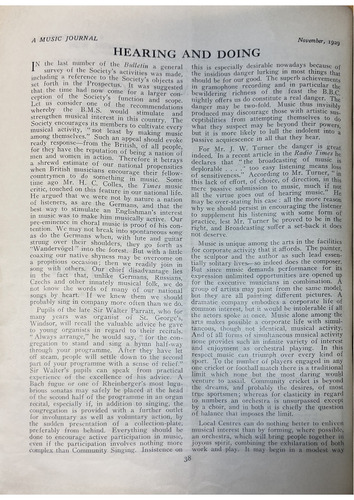 A MUSIC JOURNAL
November, 1929
HEARING AND DOING
IN the last number of the Bulletin a general
survey of the Society's activities was made,
including a reference to the Society's objects as
set forth in the Prospectus. It was suggested
that the time had now come for a larger con-
ception of the Society's function and scope.
Let us consider one of the recommendations
whereby the B.M.S. would stimulate and
strengthen musical interest in this country. The
Society encourages its members to cultivate every
musical activity, "not least by making music
among themselves." Such an appeal should evoke
ready response—from the British, of all people,
for they have the reputation of being a nation of
men and women in action. Therefore it betrays
a shrewd estimate of our national propensities
when British musicians encourage their fellow-
countrymen to do something in music. Some
time ago Mr. H. C. Colles, the Times music
critic, touched on this feature in our national life.
He argued that we were not by nature a nation
of listeners, as are the Germans, and that the
best way to stimulate an Englishman's interest
in music was to make him musically active. Our
pre-eminence in choral music is proof of his con-
tention. We may not break into spontaneous song
as do the Germans when, with lute and guitar
strung over their shoulders, they go forth as
"Wandervögel" into the forest. But with a little
coaxing our native shyness may be overcome on
a propitious occasion; then we readily join in
song with others. Our chief disadvantage lies
in the fact that, unlike Germans, Russians,
Czechs and other innately musical folk, we do
not know the words of many of our national
songs by heart. If we knew them we should
probably sing in company more often than we do.
Pupils of the late Sir Walter Parratt, who for
many years was organist of St. George's,
Windsor, will recall the valuable advice he gave
to young organists in regard to their recitals.
"Always arrange," he would say, "for the con-
gregation to stand and sing a hymn half-way
through your programme. After they have let
off steam, people will settle down to the second
part of your programme with renewed zest."
Sir Walter's pupils can speak from practical
experience of the excellence of his advice. A
Bach fugue or one of Rheinberger's most lugu-
brious sonatas may safely be placed at the head
of the second half of the programme in an organ
recital, especially if, in addition to singing, the
congregation is provided with a further outlet
for involuntary as well as voluntary action, by
the sudden presentation of a collection-plate,
preferably from behind. Everything should be
done to encourage active participation in music,
even if the participation involves nothing more
complex than Community Singing. Insistence on
this is especially desirable nowadays because of
the insidious danger lurking in most things that
should be for our good. The superb achievements
in gramophone recording and in particular the
bewildering richness of the feast the B.B.C.
nightly offers us do constitute a real danger. The
danger may be two-fold. Music thus invisibly
produced may discourage those with artistic sus-
ceptibilities from attempting themselves to do
what they suspect may be beyond their powers,
but it is more likely to lull the indolent into a
passive acquiescence in all that they hear.
For Mr. J. W. Turner the danger is great
indeed. In a recent article in the Radio Times he
declares that "the broadcasting of music is
deplorable . . . . Too easy listening means loss
of sensitiveness." According to Mr. Turner, "in
this lack of effort, of choice, of direction, in this
mere passive submission to music, much if not
all the virtue goes out of hearing music." He
may be over-stating his case: all the more reason
why we should persist in encouraging the listener
to supplement his listening with some form of
practice, lest, by any chance, Mr. Turner prove to be
right, and Broadcasting suffer a set-back it does
not deserve.
Music is unique among the arts in the facilities
for corporate activity that it affords. The painter,
the sculptor and the author as such lead essen-
tially solitary lives—so indeed does the composer.
But since music demands performance for its
expression unlimited opportunities are opened up
for the executive musicians in combination. A
group of artists may paint from the same model,
but they are all painting different pictures. A
dramatic company embodies a corporate life of
common interest, but it would be intolerable if all
the actors spoke at once. Music alone among the
arts makes possible a corporate life with simul-
taneous, though not identical, musical activity.
And of all forms of simultaneous musical activity
none provides such an infinite variety of interest
and enjoyment as orchestral playing. In this
respect music can triumph over every kind of
sport. To the number of players engaged in any
one cricket or football match there is a traditional
limit which none but the most daring would
venture to assail. Community cricket is beyond
the dreams, and probably the desires, of most
true sportsmen; whereas for elasticity in regard
to numbers an orchestra is unsurpassed except
by a choir, and in both it is chiefly the question
of balance that imposes the limit.
Local Centres can do nothing better to enliven
musical interest than by forming, where possible,
an orchestra, which will bring people together in
joyous spirit, combining the exhilaration of both
work and play. It may begin in a modest way
38